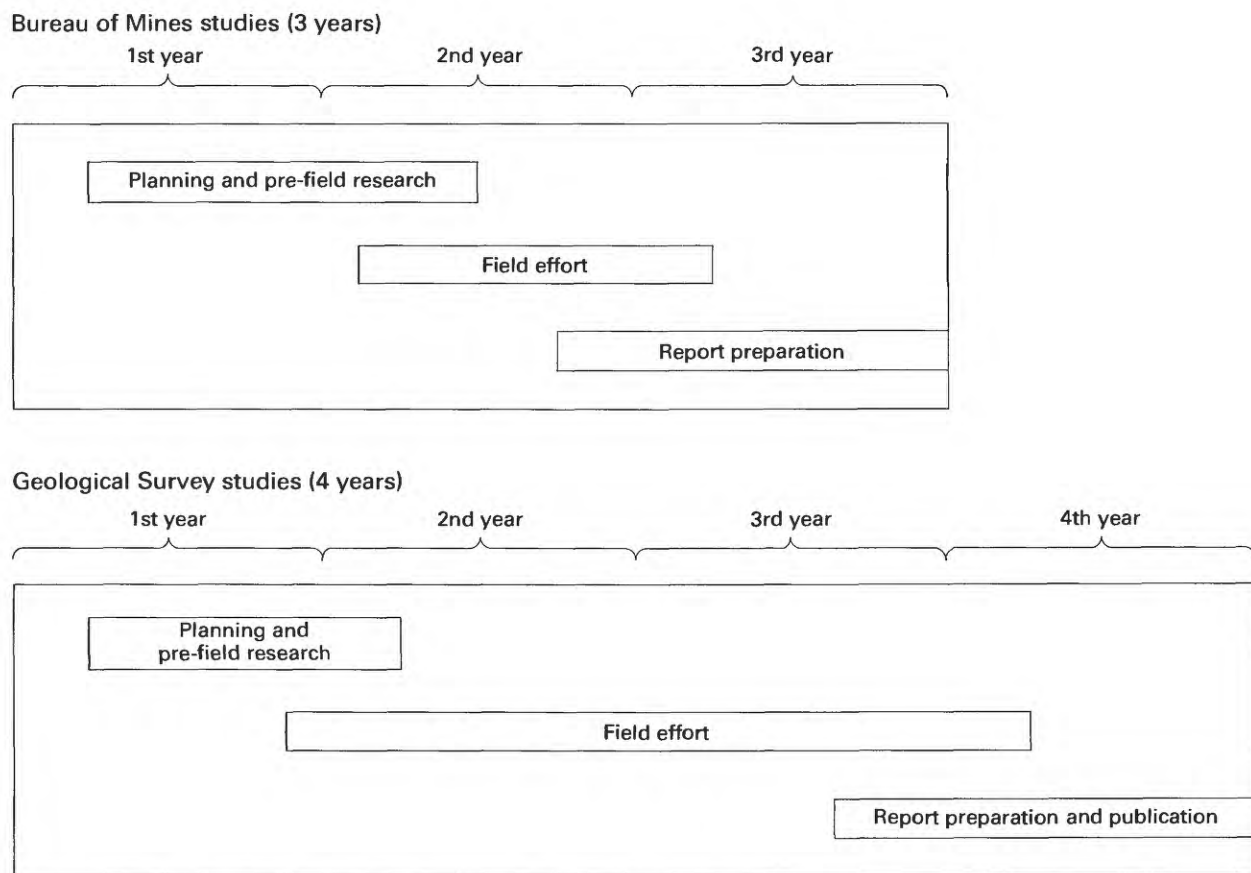 Bureau of Mines studies (3 years)
1st year
2nd year
3rd year
Planning and pre-field research
Field effort
Report preparation
Geological Survey studies (4 years)
1st year
2nd year
3rd year
4th year
Planning and
pre-field research
Field effort
Report preparation and publication